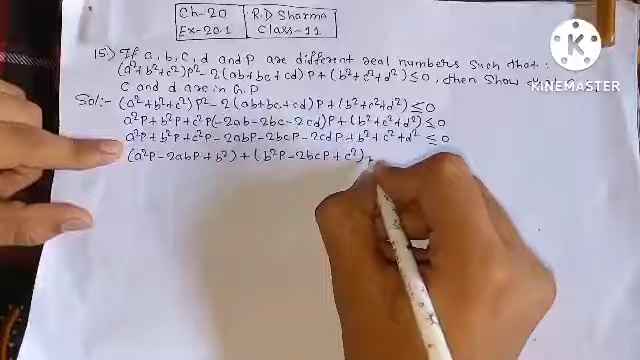 Ch-20
Ex-20.1
R.D Sharma
Class-11
15) If a, b, c, d and P are different real numbers such that:
(a²+b²+c²)P²-2(ab+bc+cd)P+(b²+c²+d²)≤0, then show
c and d are in G.P
KINEMASTER
Sol:- (a²+b²+c²)P²-2(ab+bc+cd)P+(b²+c²+d²)≤0
a²P+b²P+c²P(-2ab-2bc-2cd)P+(b²+c²+d²)≤0
a²P+b²P+c²P-2abP-2bcP-2cdP+b²+c²+d²≤0
(a²P-2abP+b²)+(b²P-2bcP+c²)+